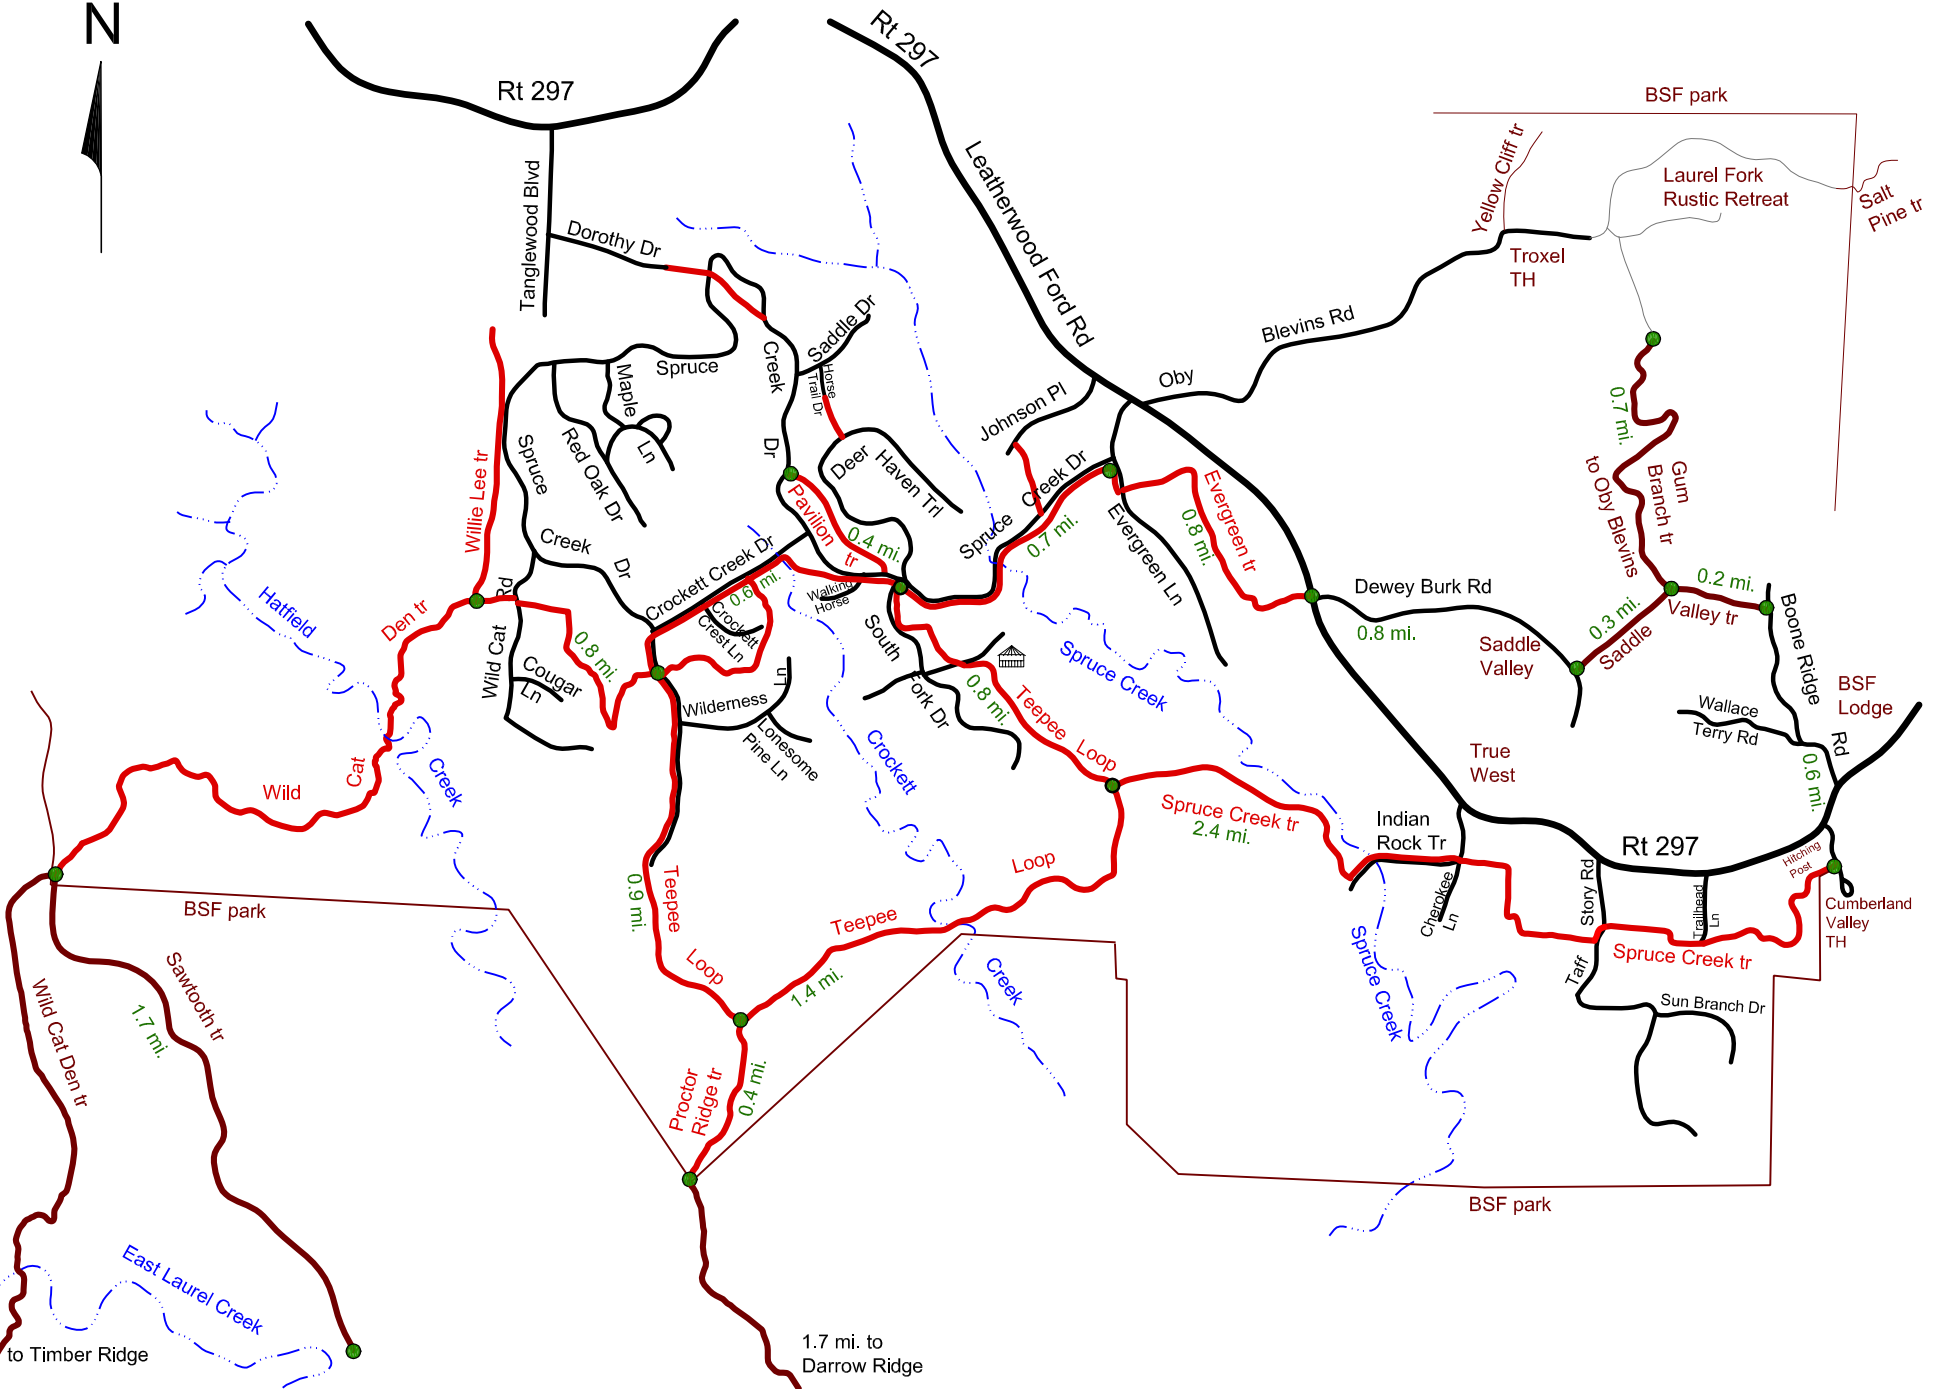 N
Rt 297
Rt 297
BSF park
Tanglewood Blvd
Dorothy Dr
Leatherwood Ford Rd
Yellow Cliff tr
Laurel Fork
Rustic Retreat
Salt
Pine tr
Troxel
TH
Blevins Rd
Oby
Saddle Dr
Creek
Dr
Spruce
Maple
Ln
Horse
Trail Dr
Johnson Pl
Red Oak Dr
Spruce
Creek
Dr
Deer
Haven Trl
Willie Lee tr
Pavilion
tr
0.4 mi.
Spruce
Creek Dr
0.7 mi.
Evergreen Ln
Evergreen tr
0.8 mi.
0.7 mi.
Gum
Branch tr
to Oby Blevins
0.2 mi.
Valley tr
0.3 mi.
Saddle
Boone Ridge
Rd
Dewey Burk Rd
0.8 mi.
Saddle
Valley
Hatfield
Creek
Den tr
Cat
Wild
Wild Cat
Rd
Cougar
Ln
0.8 mi.
Crockett Creek Dr
0.6 mi.
Crockett
Crest Ln
Walking
Horse
South
Fork Dr
Wilderness
Ln
Lonesome
Pine Ln
0.8 mi.
Teepee
Loop
Spruce Creek
Crockett
Creek
BSF
Lodge
Wallace
Terry Rd
0.6 mi.
True
West
Spruce Creek tr
2.4 mi.
Indian
Rock Tr
Rt 297
Hitching
Post
Cumberland
Valley
TH
Cherokee
Ln
Story Rd
Trailhead
Ln
Spruce Creek tr
Taff
Sun Branch Dr
Spruce Creek
BSF park
Teepee
Loop
0.9 mi.
Loop
Teepee
1.4 mi.
Proctor
Ridge tr
0.4 mi.
BSF park
Sawtooth tr
1.7 mi.
Wild Cat Den tr
East Laurel Creek
to Timber Ridge
1.7 mi. to
Darrow Ridge